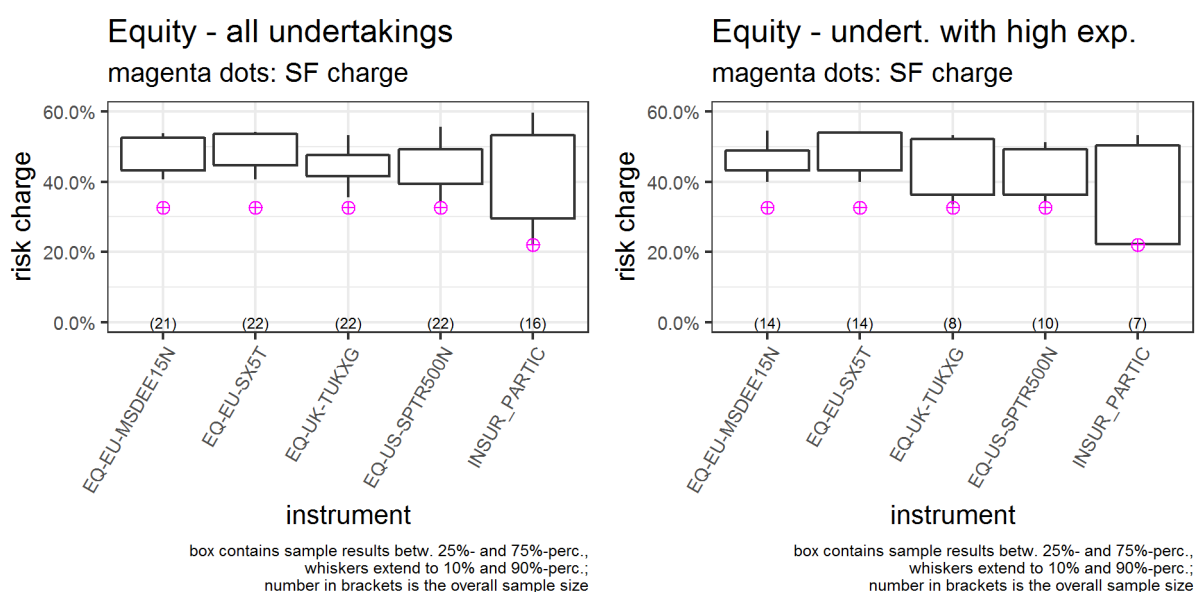 Equity - all undertakings
magenta dots: SF charge
risk charge
60.0%
40.0%
20.0%
0.0%
(21) (22) (22) (22) (16)
EQ-EU-MSDEE15N
EQ-EU-SX5T
EQ-UK-TUKXG
EQ-US-SPTR500N
INSUR_PARTIC
instrument
box contains sample results betw. 25%- and 75%-perc.,
whiskers extend to 10% and 90%-perc.;
number in brackets is the overall sample size
Equity - undert. with high exp.
magenta dots: SF charge
risk charge
60.0%
40.0%
20.0%
0.0%
(14) (14) (8) (10) (7)
EQ-EU-MSDEE15N
EQ-EU-SX5T
EQ-UK-TUKXG
EQ-US-SPTR500N
INSUR_PARTIC
instrument
box contains sample results betw. 25%- and 75%-perc.,
whiskers extend to 10% and 90%-perc.;
number in brackets is the overall sample size